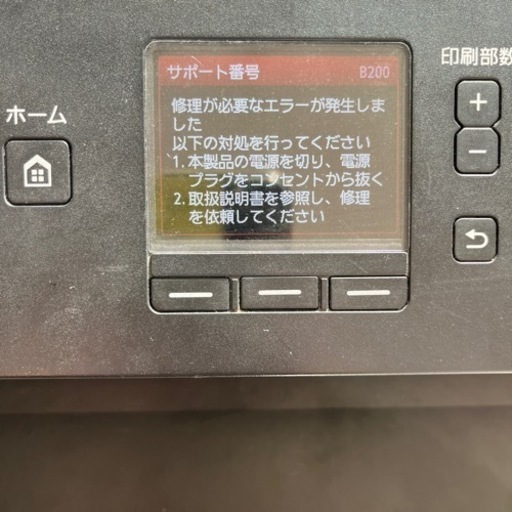 サポート番号 B200
印刷部数
ホーム
修理が必要なエラーが発生しま
した
以下の対処を行ってください
1. 本製品の電源を切り、電源
プラグをコンセントから抜く
2. 取扱説明書を参照し、修理
を依頼してください
+
−